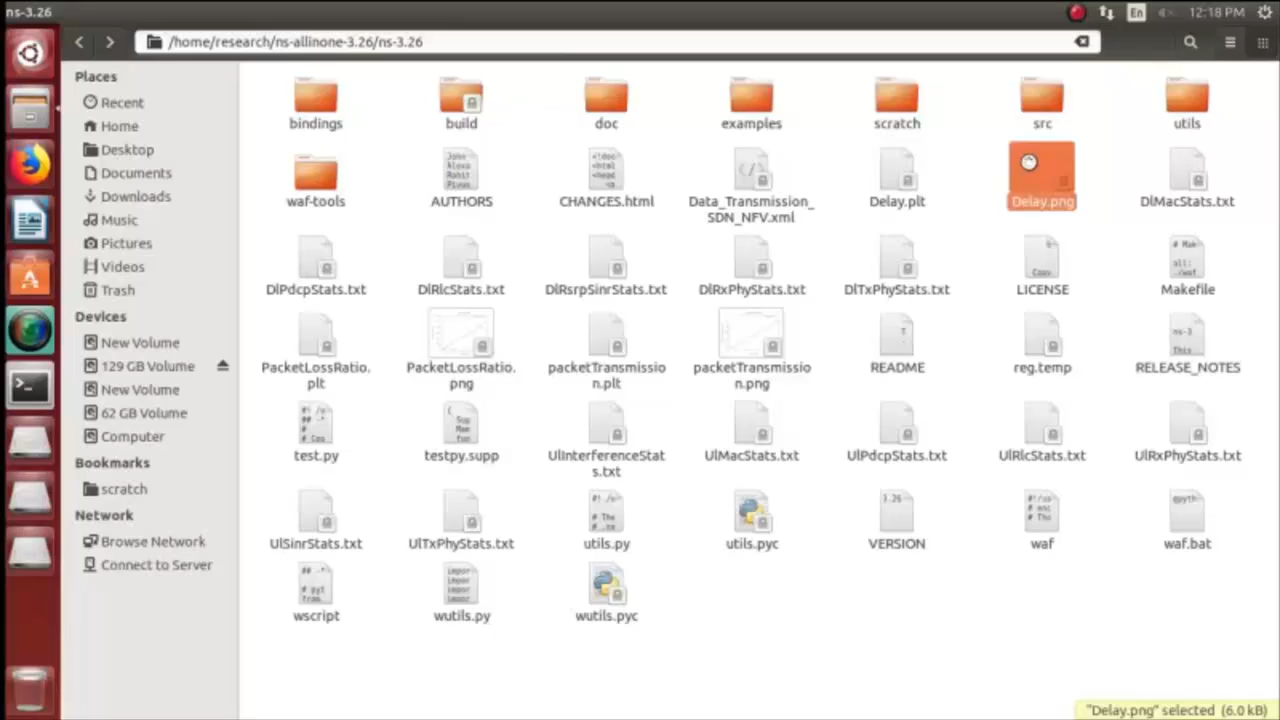 ns-3.26
En
12:18 PM
/home/research/ns-allinone-3.26/ns-3.26
Places
Recent
Home
Desktop
Documents
Downloads
Music
Pictures
Videos
Trash
Devices
New Volume
129 GB Volume
New Volume
62 GB Volume
Computer
Bookmarks
scratch
Network
Browse Network
Connect to Server
bindings
build
doc
examples
scratch
src
utils
waf-tools
AUTHORS
CHANGES.html
Data_Transmission_
SDN_NFV.xml
Delay.plt
Delay.png
DlMacStats.txt
DlPdcpStats.txt
DlRlcStats.txt
DlRsrpSinrStats.txt
DlRxPhyStats.txt
DlTxPhyStats.txt
LICENSE
Makefile
PacketLossRatio.
plt
PacketLossRatio.
png
packetTransmissio
n.plt
packetTransmissio
n.png
README
reg.temp
RELEASE_NOTES
test.py
testpy.supp
UlInterferenceStat
s.txt
UlMacStats.txt
UlPdcpStats.txt
UlRlcStats.txt
UlRxPhyStats.txt
UlSinrStats.txt
UlTxPhyStats.txt
utils.py
utils.pyc
VERSION
waf
waf.bat
wscript
wutils.py
wutils.pyc
"Delay.png" selected (6.0 kB)